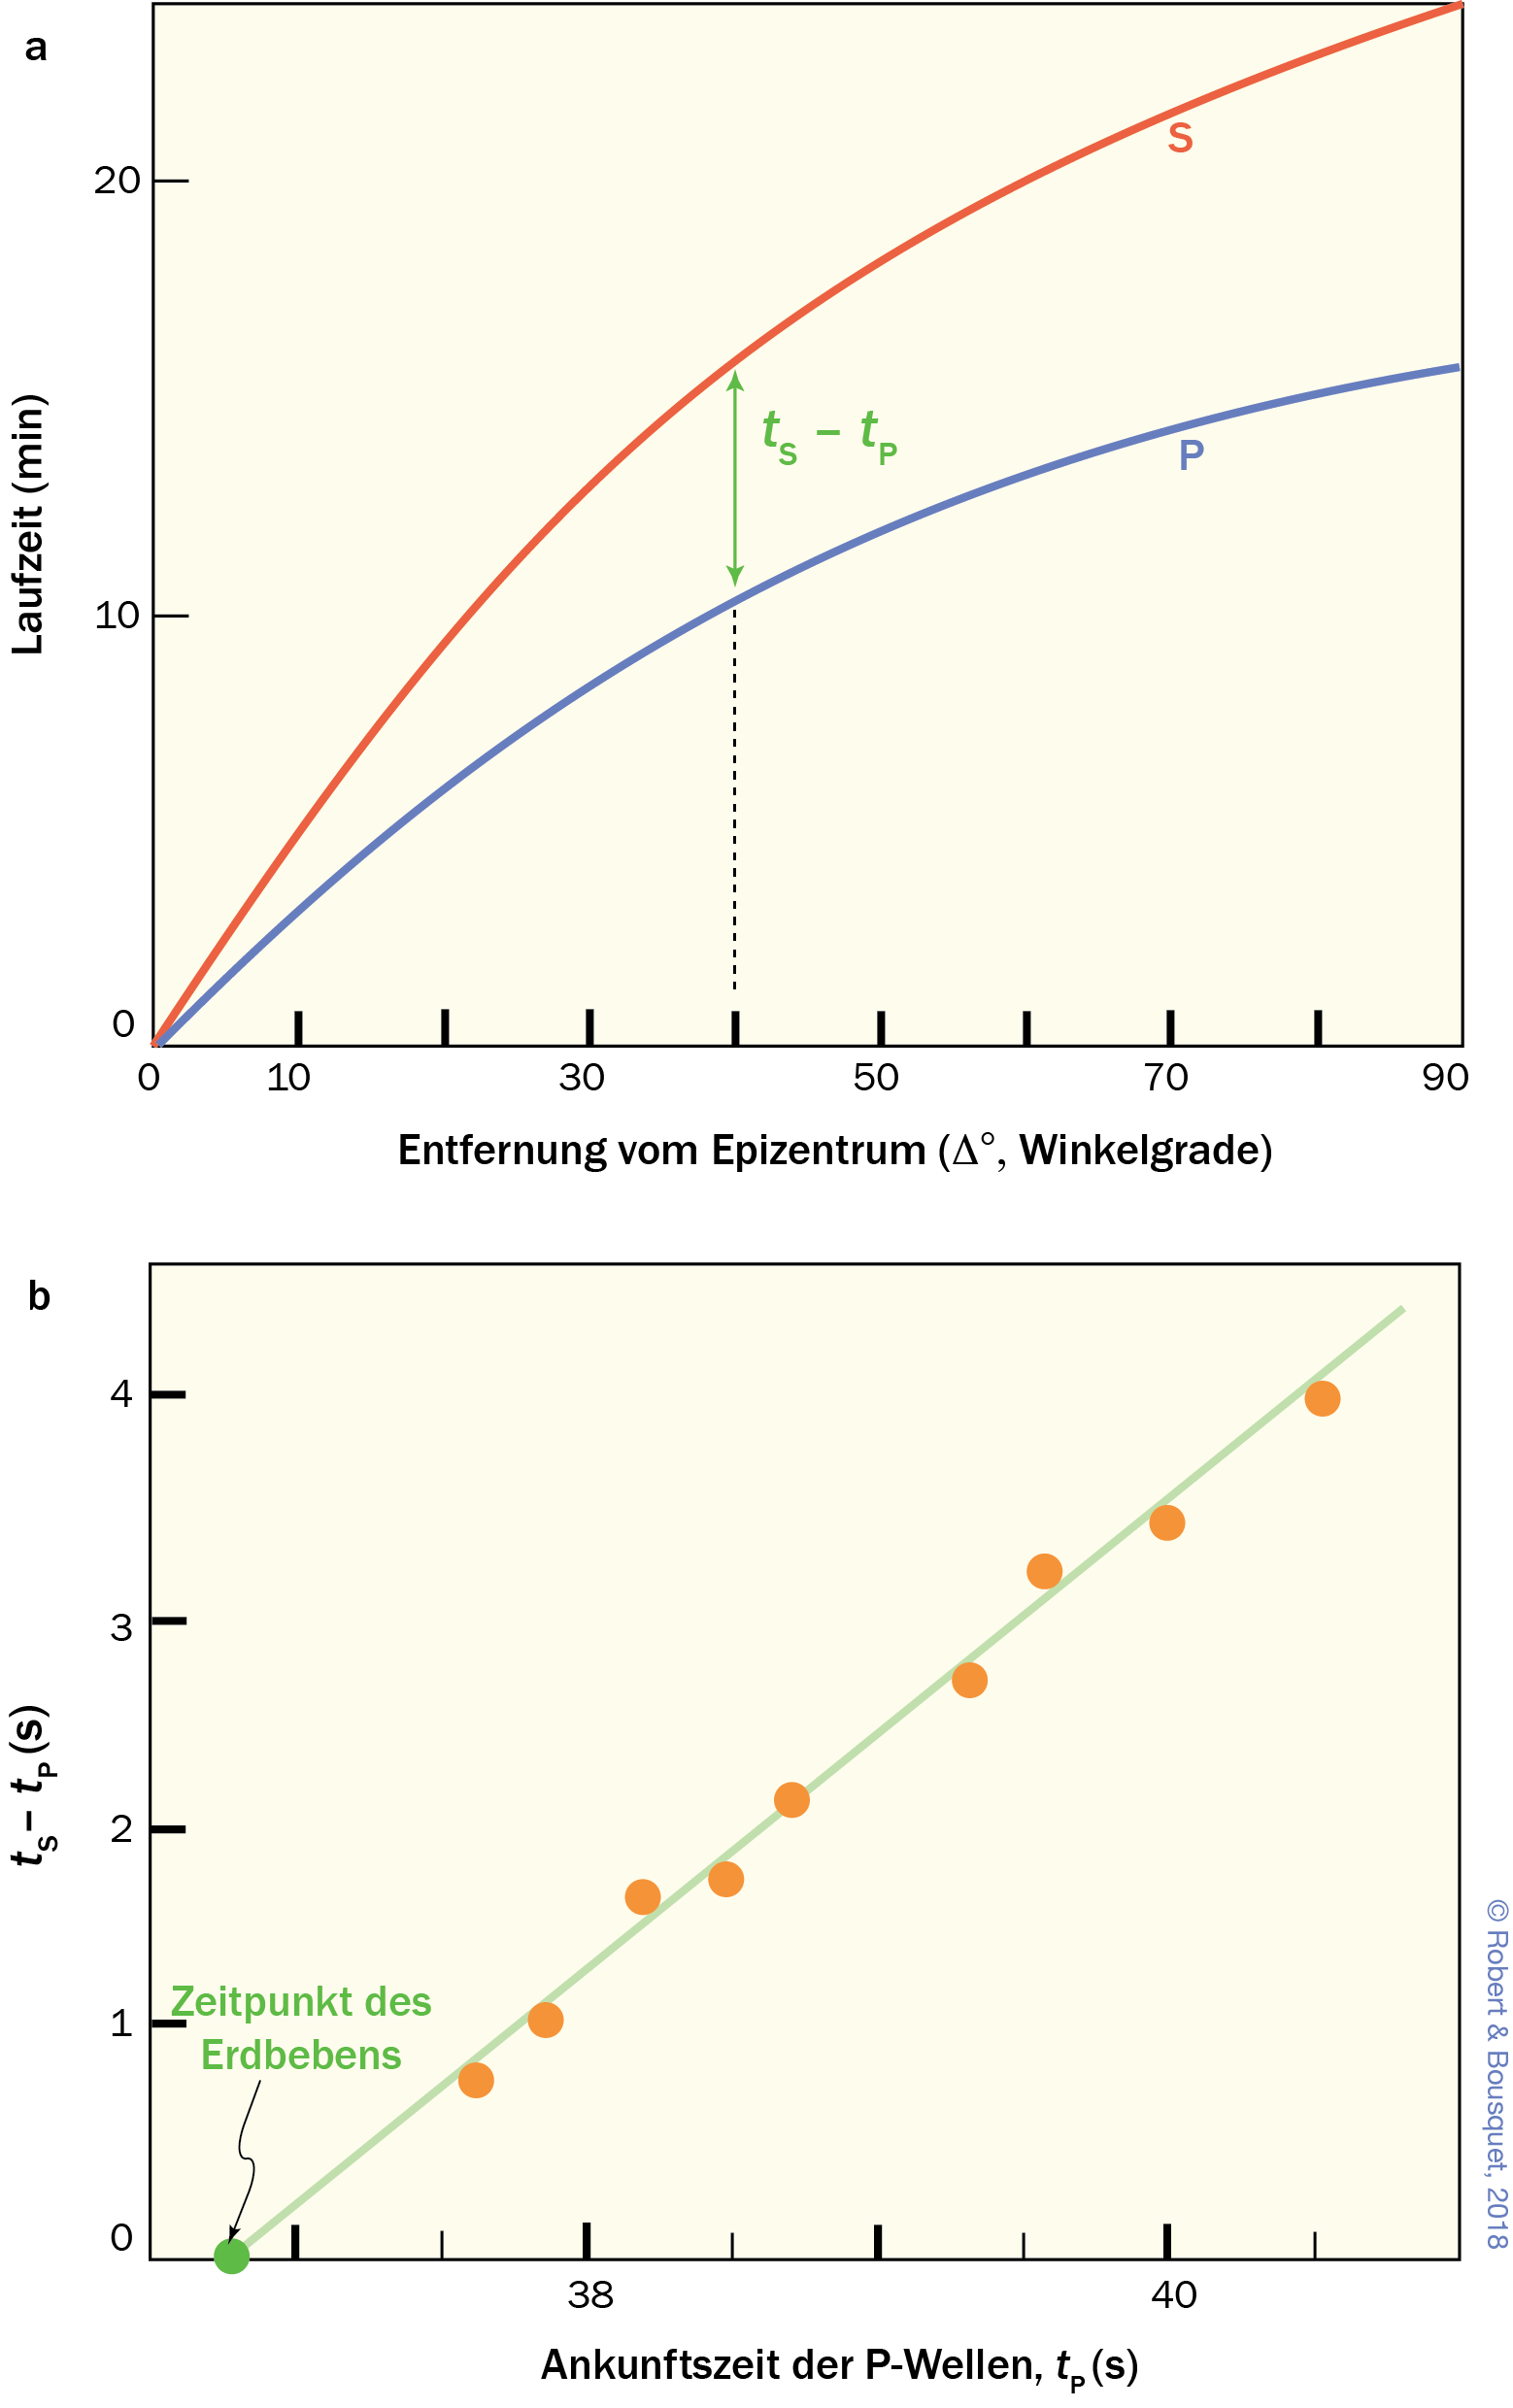 a
20
10
0
Laufzeit (min)
S
tS – tP
P
0 10 30 50 70 90
Entfernung vom Epizentrum (Δ°, Winkelgrade)
b
4
3
2
1
0
tS – tP (s)
Zeitpunkt des
Erdbebens
38 40
Ankunftszeit der P-Wellen, tP (s)
© Robert & Bousquet, 2018